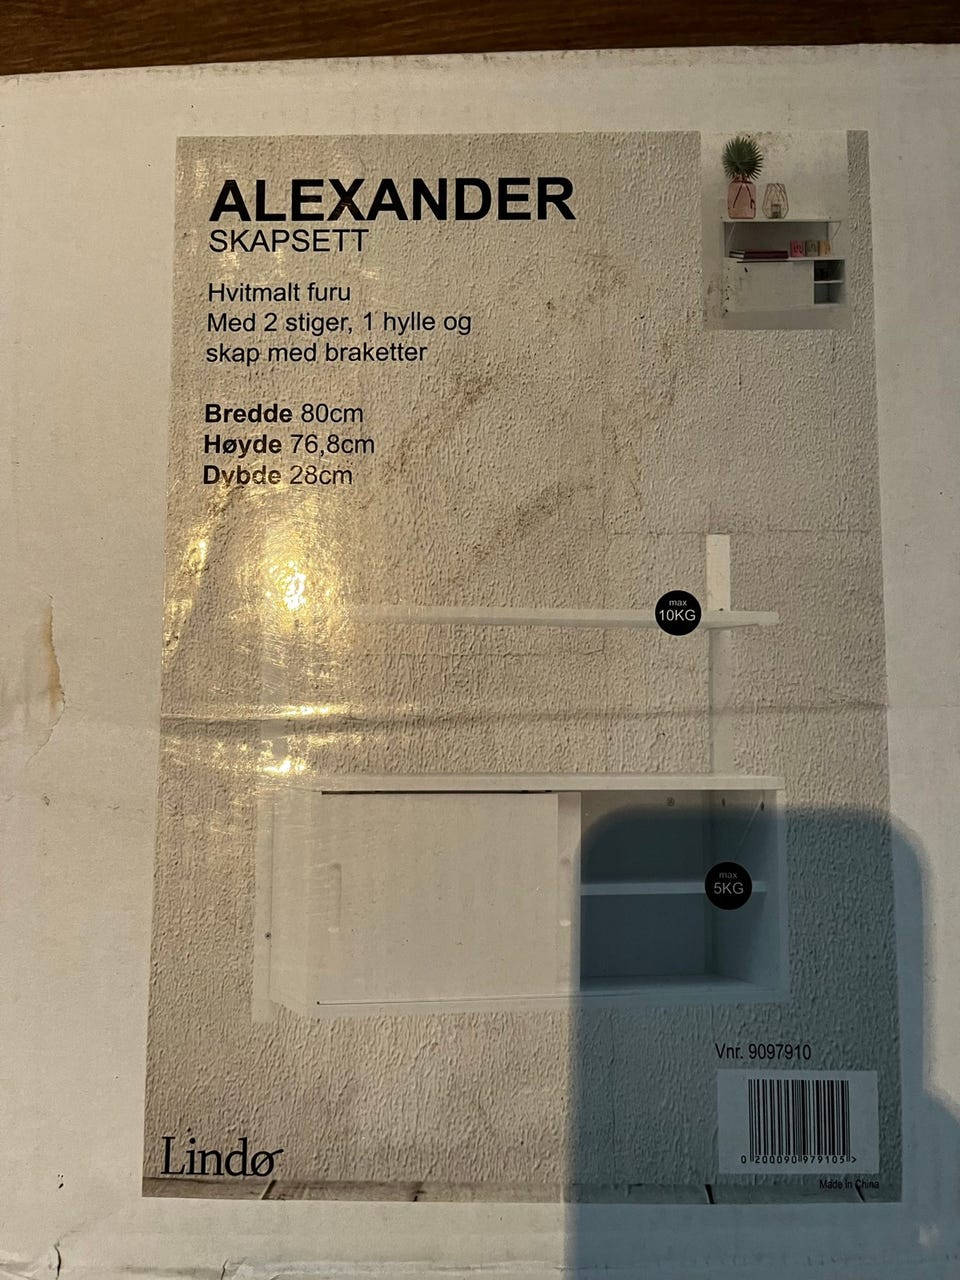 ALEXANDER
SKAPSETT
Hvitmalt furu
Med 2 stiger, 1 hylle og
skap med braketter
Bredde 80cm
Høyde 76,8cm
Dybde 28cm
max
10KG
max
5KG
Vnr. 9097910
0 200090 979105 >
Lindø
Made in China